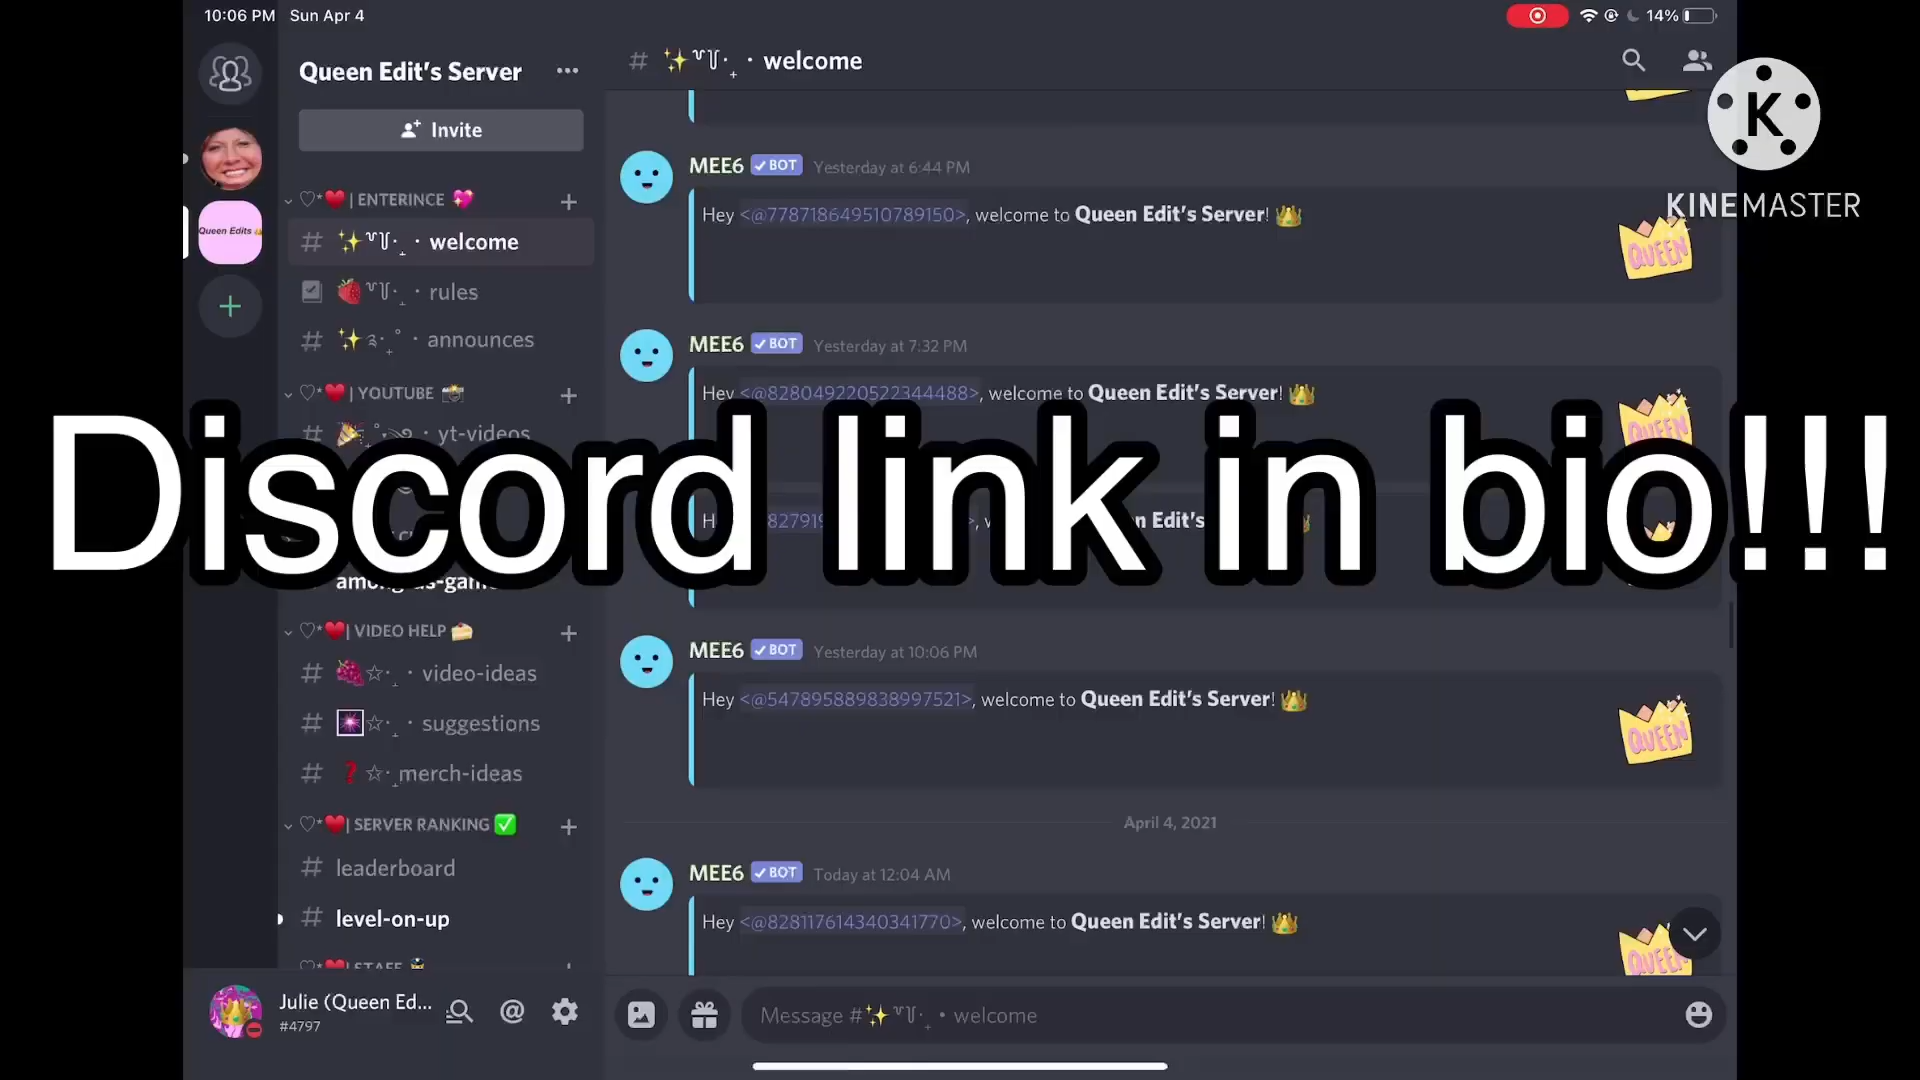 10:06 PM Sun Apr 4
14%
Queen Edit's Server
Invite
| ENTERINCE
welcome
rules
announces
| YOUTUBE
yt-videos
| VIDEO HELP
video-ideas
suggestions
merch-ideas
| SERVER RANKING
leaderboard
level-on-up
Julie (Queen Ed...
#4797
Queen Edits
# welcome
MEE6 BOT Yesterday at 6:44 PM
Hey <@778718649510789150>, welcome to Queen Edit's Server!
QUEEN
MEE6 BOT Yesterday at 7:32 PM
Hey <@828049220522344488>, welcome to Queen Edit's Server!
Discord link in bio!!!
MEE6 BOT Yesterday at 10:06 PM
Hey <@547895889838997521>, welcome to Queen Edit's Server!
QUEEN
April 4, 2021
MEE6 BOT Today at 12:04 AM
Hey <@828117614340341770>, welcome to Queen Edit's Server!
QUEEN
Message # welcome
K
KINEMASTER